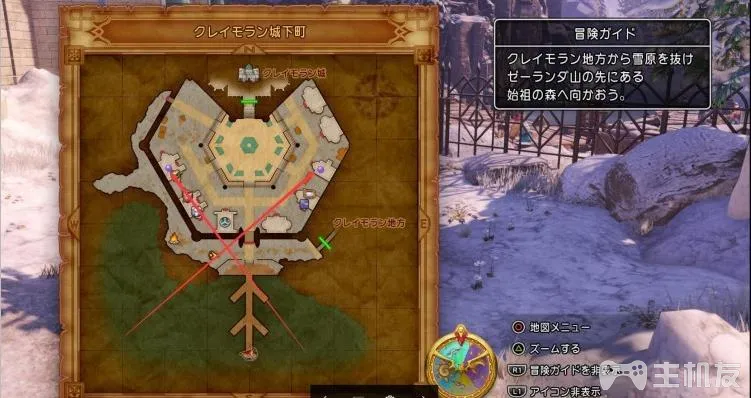 クレイモラン城下町
N
クレイモラン城
W
E
クレイモラン地方
冒険ガイド
クレイモラン地方から雪原を抜け
ゼーランダ山の先にある
始祖の森へ向かおう。
地図メニュー
ズームする
R1 冒険ガイドを非表示
L1 アイコン非表示
主机友